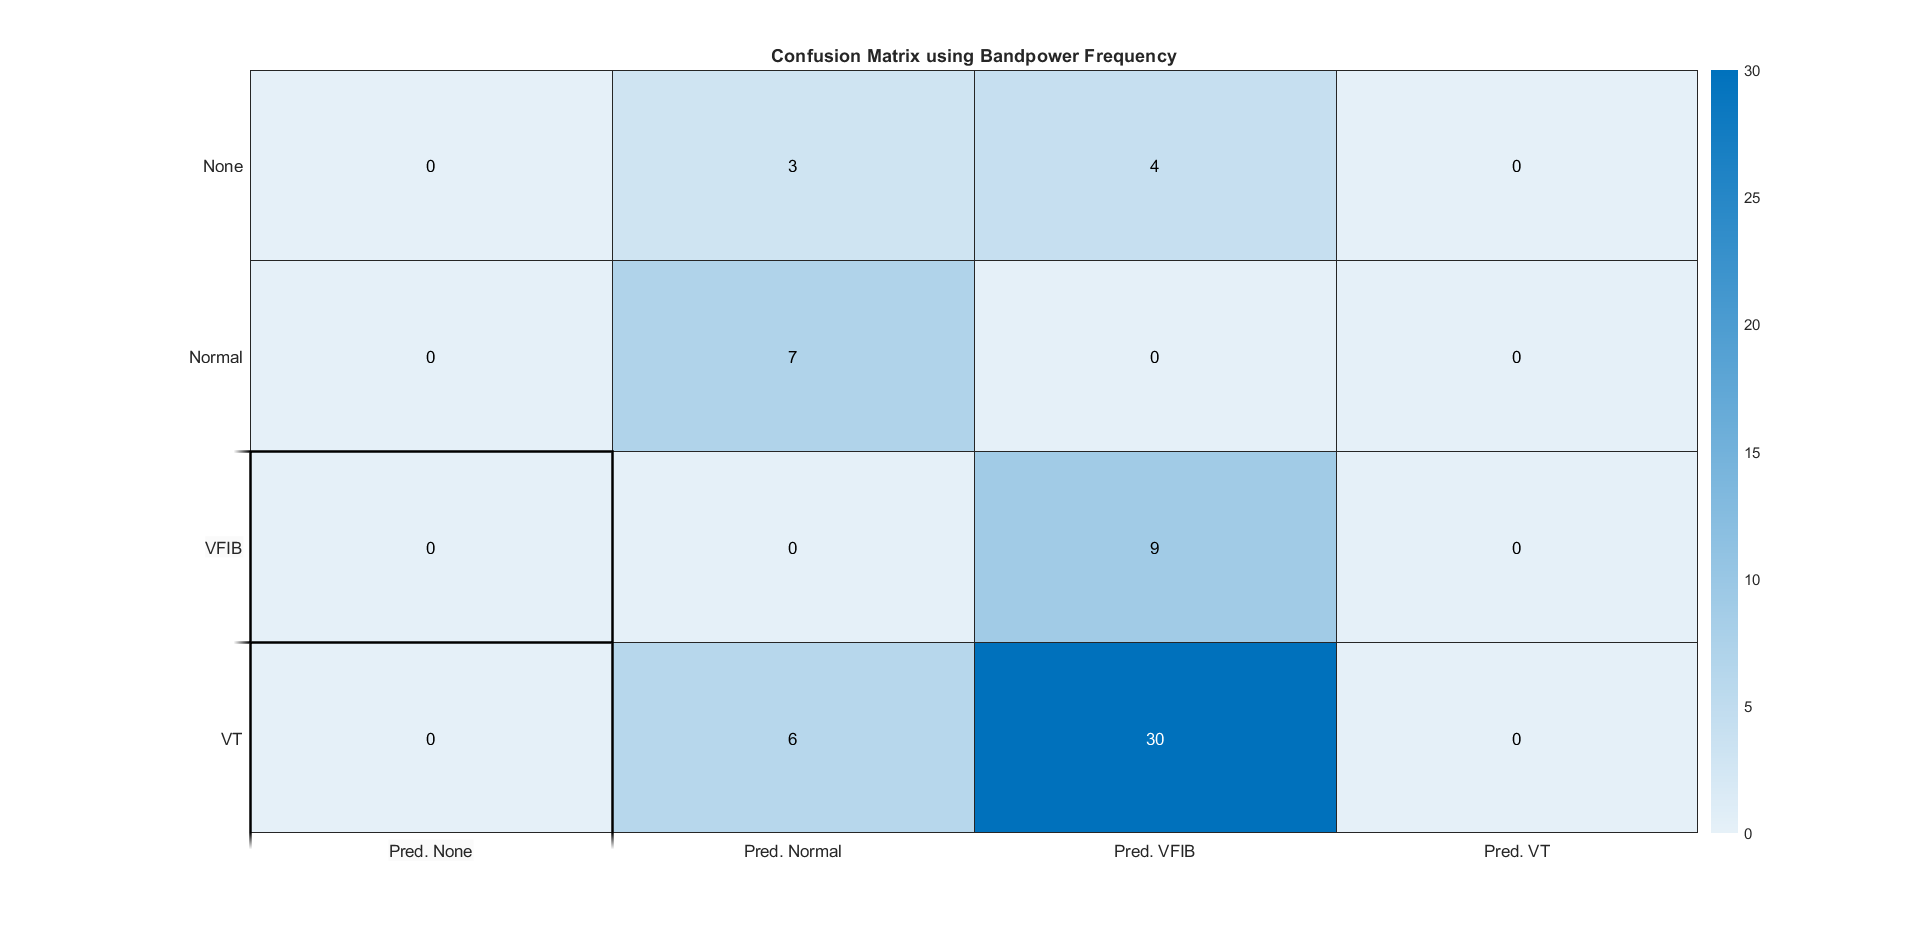 Confusion Matrix using Bandpower Frequency
None 0 3 4 0
Normal 0 7 0 0
VFIB 0 0 9 0
VT 0 6 30 0
Pred. None Pred. Normal Pred. VFIB Pred. VT
30
25
20
15
10
5
0